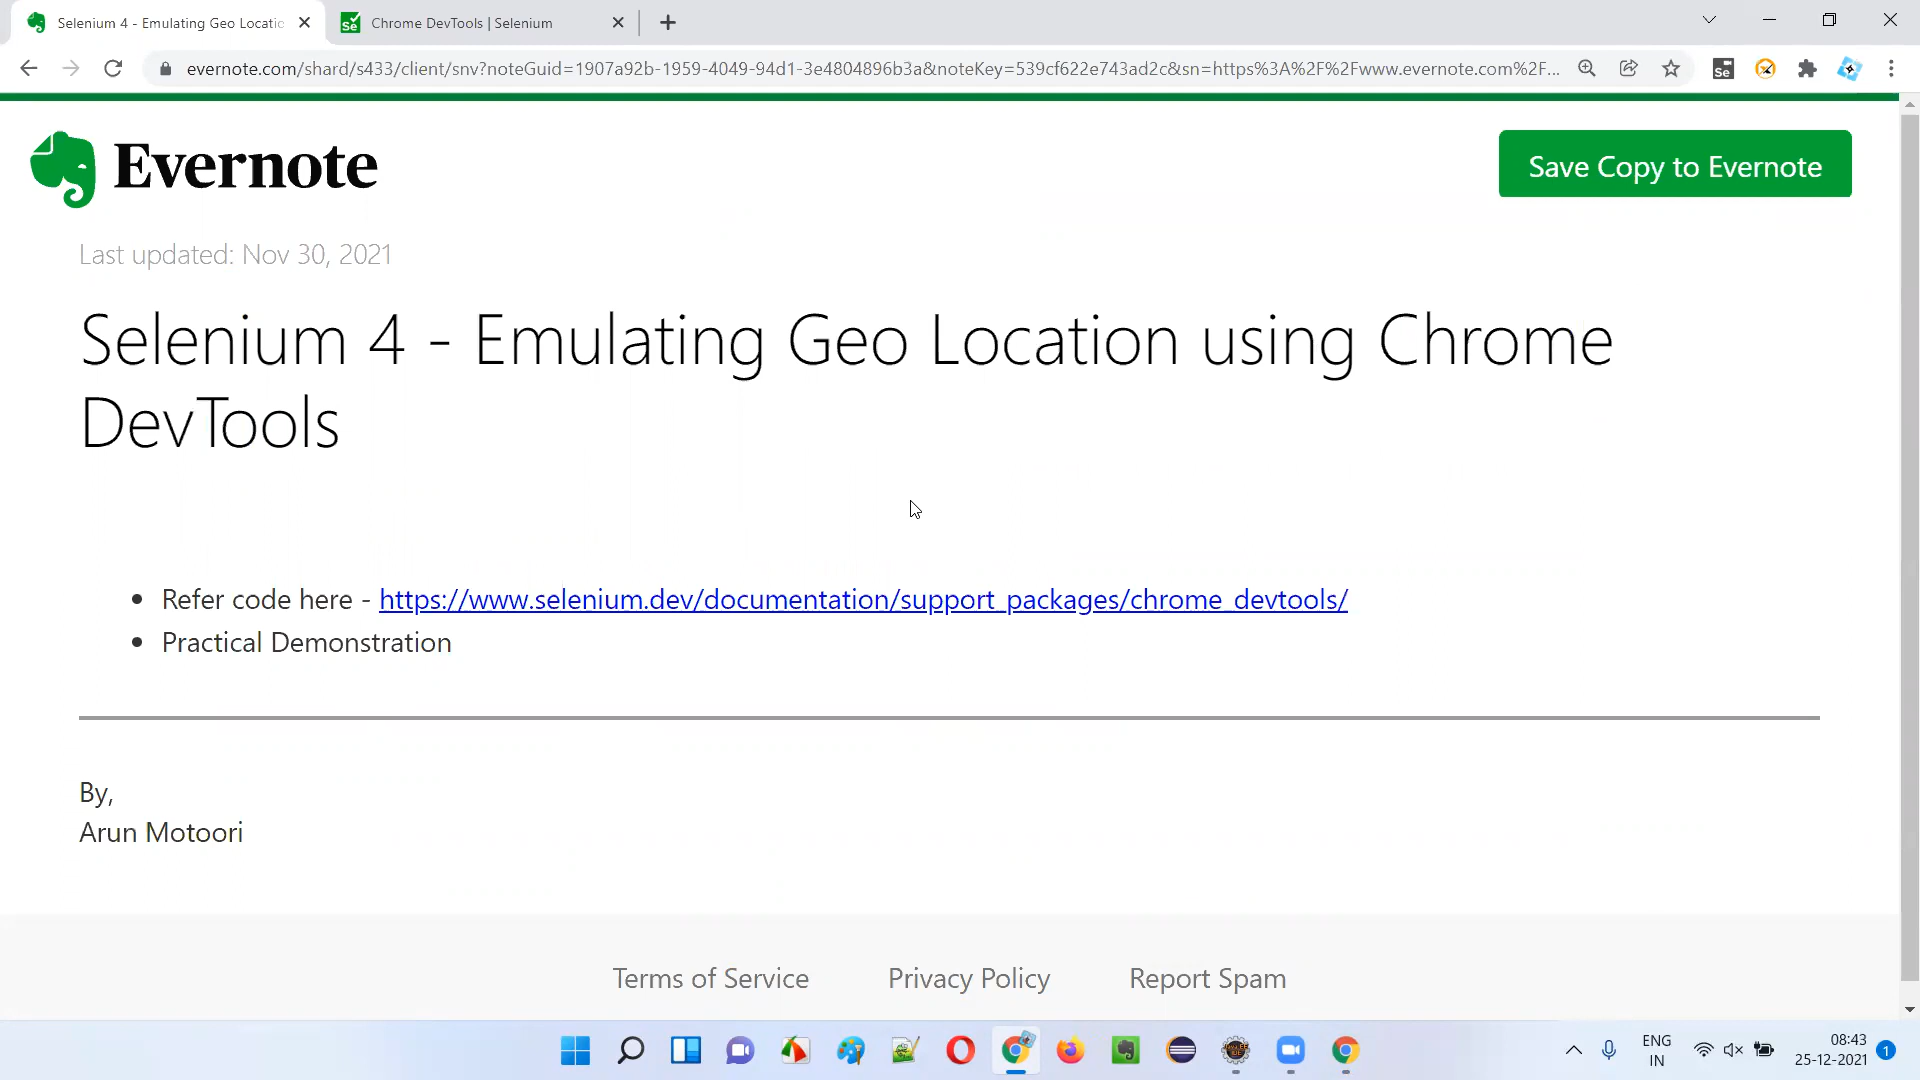 Selenium 4 - Emulating Geo Locatic
Chrome DevTools | Selenium
evernote.com/shard/s433/client/snv?noteGuid=1907a92b-1959-4049-94d1-3e4804896b3a&noteKey=539cf622e743ad2c&sn=https%3A%2F%2Fwww.evernote.com%2F...
Evernote
Save Copy to Evernote
Last updated: Nov 30, 2021
Selenium 4 - Emulating Geo Location using Chrome
DevTools
• Refer code here - https://www.selenium.dev/documentation/support_packages/chrome_devtools/
• Practical Demonstration
By,
Arun Motoori
Terms of Service Privacy Policy Report Spam
ENG
IN
08:43
25-12-2021
1